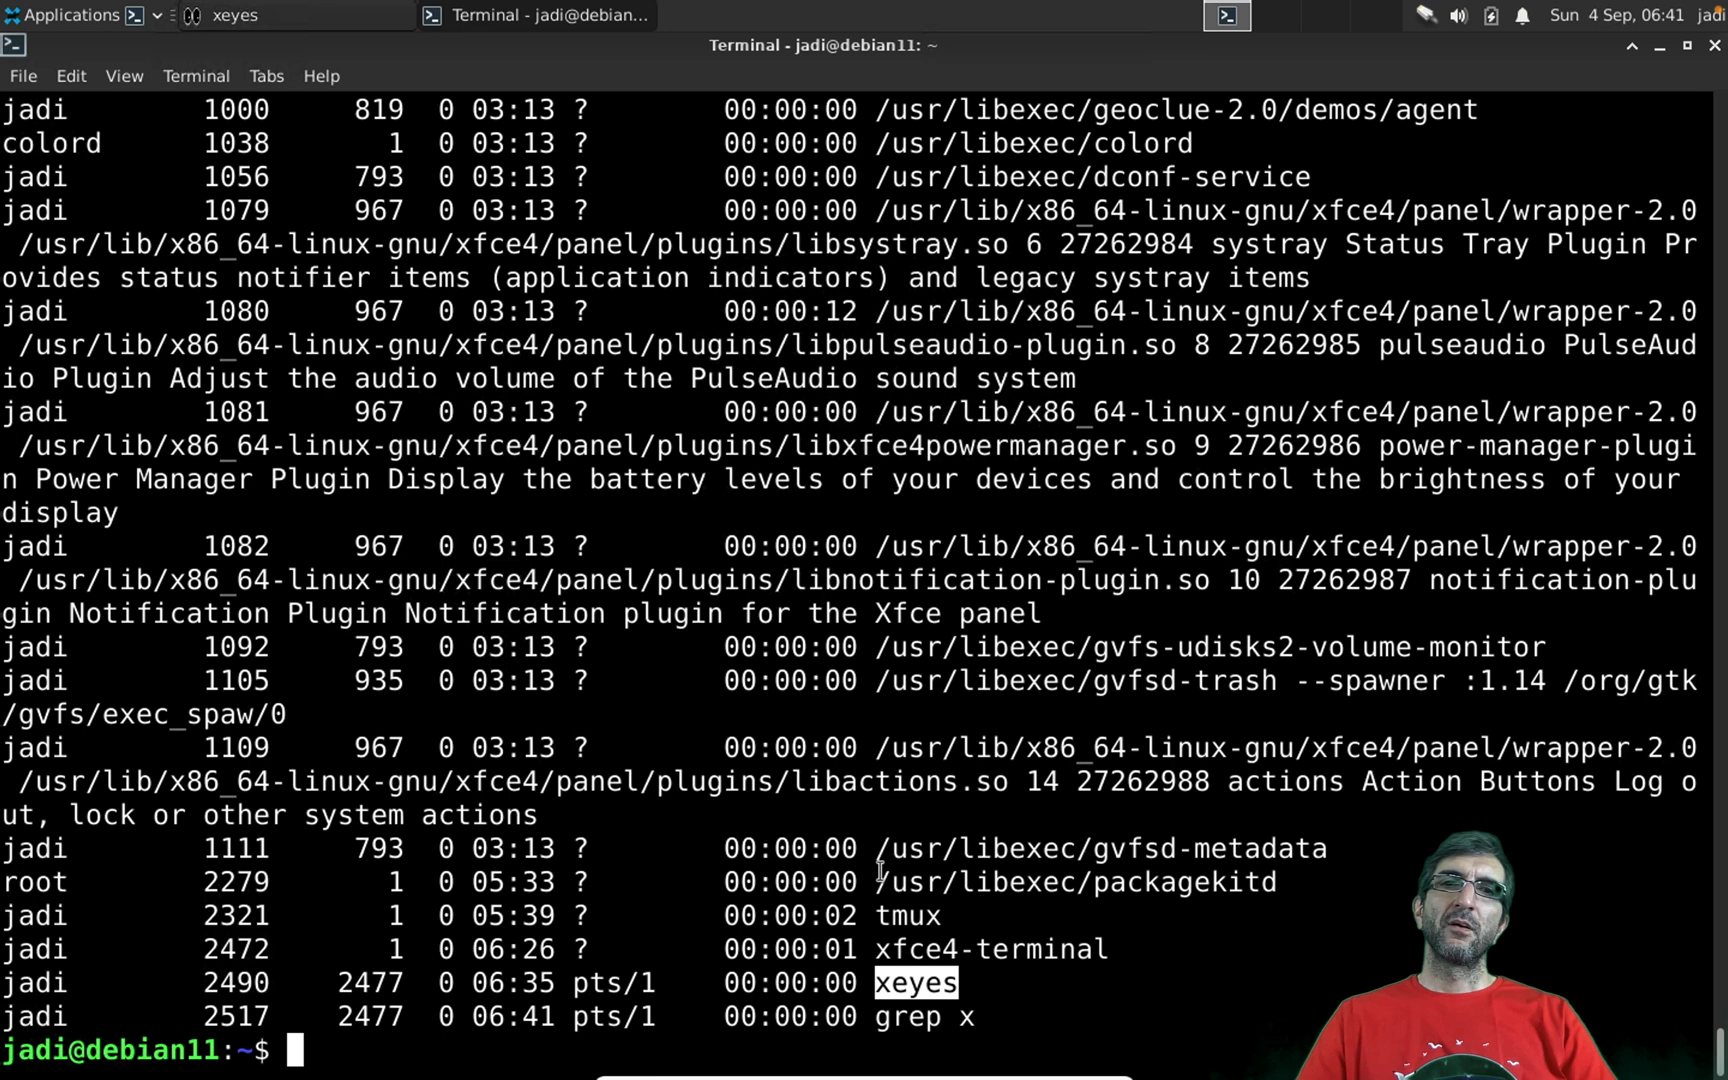 Applications xeyes Terminal - jadi@debian... Sun 4 Sep, 06:41 jadi
Terminal - jadi@debian11: ~
File Edit View Terminal Tabs Help
jadi 1000 819 0 03:13 ? 00:00:00 /usr/libexec/geoclue-2.0/demos/agent
colord 1038 1 0 03:13 ? 00:00:00 /usr/libexec/colord
jadi 1056 793 0 03:13 ? 00:00:00 /usr/libexec/dconf-service
jadi 1079 967 0 03:13 ? 00:00:00 /usr/lib/x86_64-linux-gnu/xfce4/panel/wrapper-2.0
/usr/lib/x86_64-linux-gnu/xfce4/panel/plugins/libsystray.so 6 27262984 systray Status Tray Plugin Pr
ovides status notifier items (application indicators) and legacy systray items
jadi 1080 967 0 03:13 ? 00:00:12 /usr/lib/x86_64-linux-gnu/xfce4/panel/wrapper-2.0
/usr/lib/x86_64-linux-gnu/xfce4/panel/plugins/libpulseaudio-plugin.so 8 27262985 pulseaudio PulseAud
io Plugin Adjust the audio volume of the PulseAudio sound system
jadi 1081 967 0 03:13 ? 00:00:00 /usr/lib/x86_64-linux-gnu/xfce4/panel/wrapper-2.0
/usr/lib/x86_64-linux-gnu/xfce4/panel/plugins/libxfce4powermanager.so 9 27262986 power-manager-plugi
n Power Manager Plugin Display the battery levels of your devices and control the brightness of your
display
jadi 1082 967 0 03:13 ? 00:00:00 /usr/lib/x86_64-linux-gnu/xfce4/panel/wrapper-2.0
/usr/lib/x86_64-linux-gnu/xfce4/panel/plugins/libnotification-plugin.so 10 27262987 notification-plu
gin Notification Plugin Notification plugin for the Xfce panel
jadi 1092 793 0 03:13 ? 00:00:00 /usr/libexec/gvfs-udisks2-volume-monitor
jadi 1105 935 0 03:13 ? 00:00:00 /usr/libexec/gvfsd-trash --spawner :1.14 /org/gtk
/gvfs/exec_spaw/0
jadi 1109 967 0 03:13 ? 00:00:00 /usr/lib/x86_64-linux-gnu/xfce4/panel/wrapper-2.0
/usr/lib/x86_64-linux-gnu/xfce4/panel/plugins/libactions.so 14 27262988 actions Action Buttons Log o
ut, lock or other system actions
jadi 1111 793 0 03:13 ? 00:00:00 /usr/libexec/gvfsd-metadata
root 2279 1 0 05:33 ? 00:00:00 /usr/libexec/packagekitd
jadi 2321 1 0 05:39 ? 00:00:02 tmux
jadi 2472 1 0 06:26 ? 00:00:01 xfce4-terminal
jadi 2490 2477 0 06:35 pts/1 00:00:00 xeyes
jadi 2517 2477 0 06:41 pts/1 00:00:00 grep x
jadi@debian11:~$